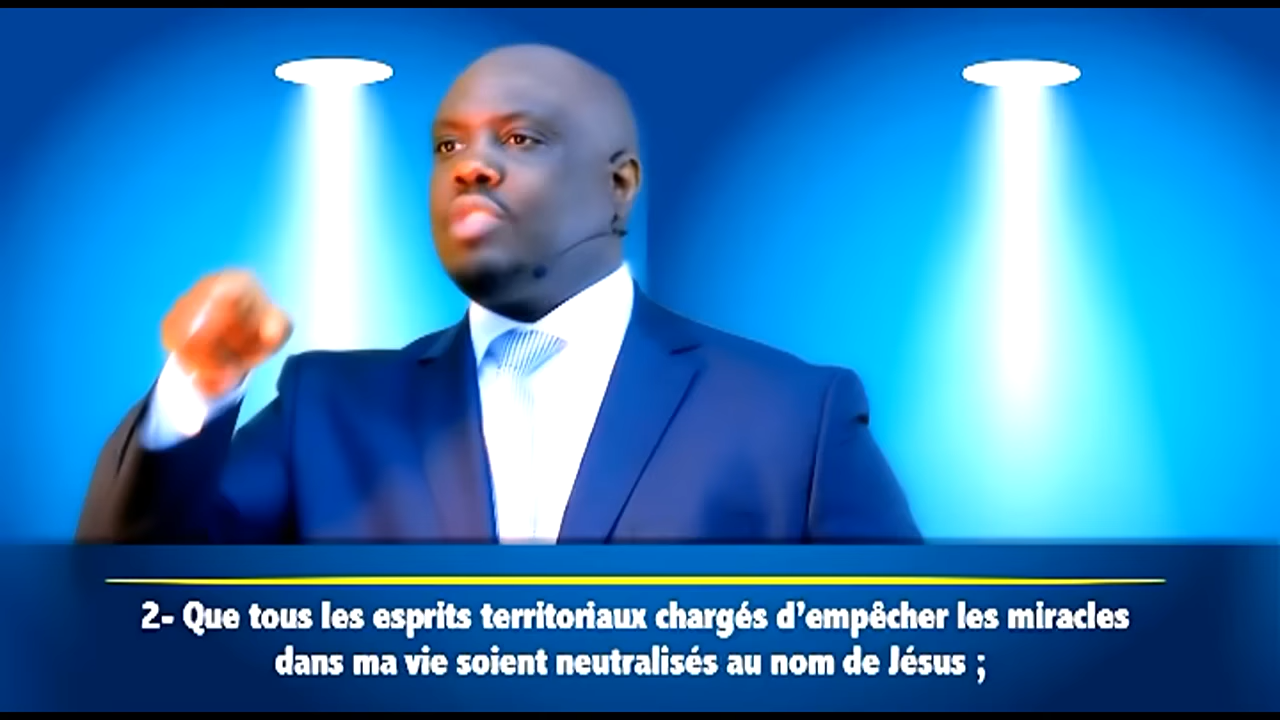 2- Que tous les esprits territoriaux chargés d'empêcher les miracles
dans ma vie soient neutralisés au nom de Jésus ;